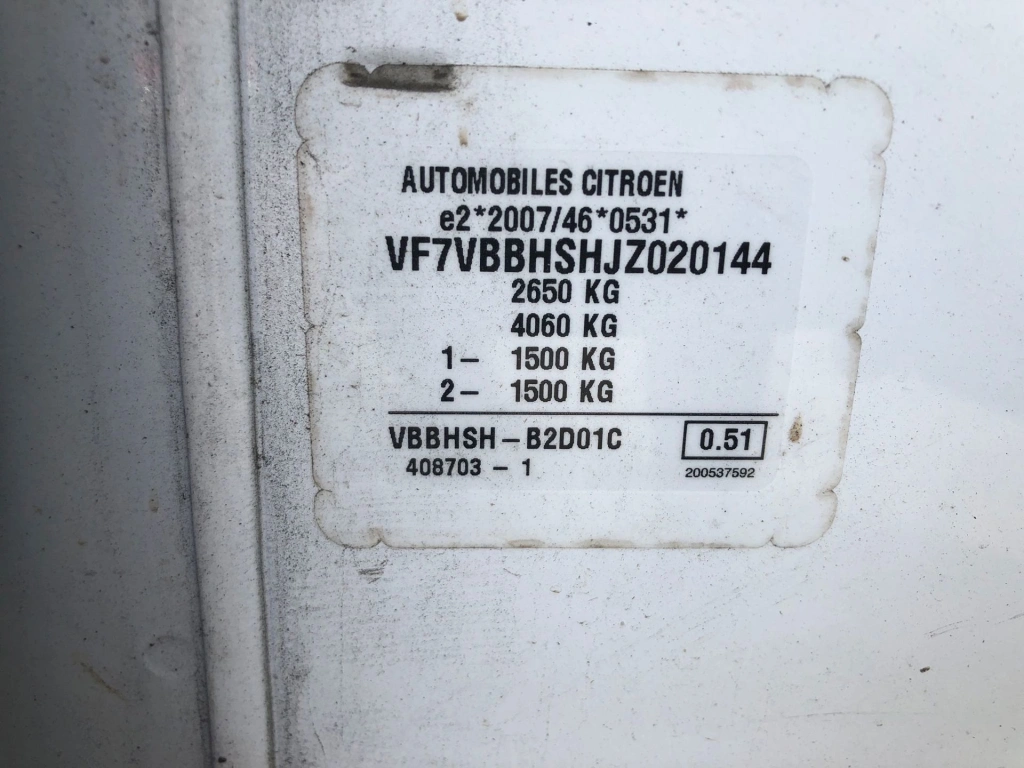 AUTOMOBILES CITROEN
e2*2007/46*0531*
VF7VBBHSHJZ020144
2650 KG
4060 KG
1- 1500 KG
2- 1500 KG
VBBHSH-B2D01C 0.51
408703 - 1 200537592